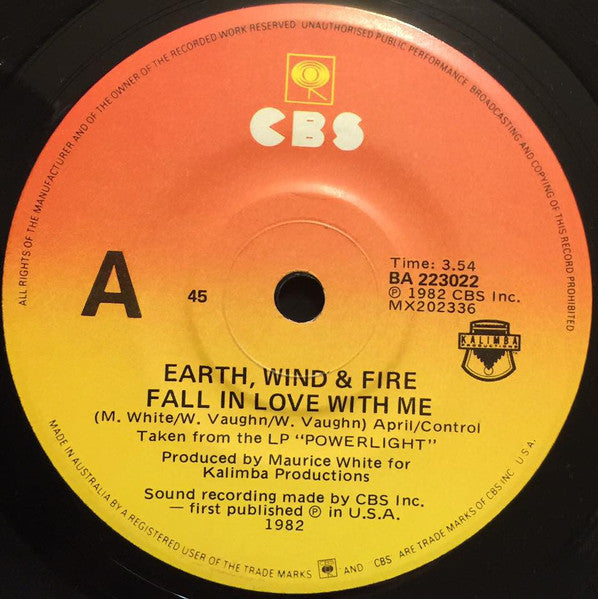 ALL RIGHTS OF THE MANUFACTURER AND OF THE OWNER OF THE RECORDED WORK RESERVED. UNAUTHORISED PUBLIC PERFORMANCE BROADCASTING AND COPYING OF THIS RECORD PROHIBITED.
CBS
A
45
Time: 3.54
BA 223022
℗ 1982 CBS Inc.
MX202336
KALIMBA
PRODUCTIONS
EARTH, WIND & FIRE
FALL IN LOVE WITH ME
(M. White/W. Vaughn/W. Vaughn) April/Control
Taken from the LP "POWERLIGHT"
Produced by Maurice White for
Kalimba Productions
Sound recording made by CBS Inc.
— first published ℗ in U.S.A.
1982
MADE IN AUSTRALIA BY A REGISTERED USER OF THE TRADE MARKS AND CBS ARE TRADE MARKS OF CBS INC. U.S.A.